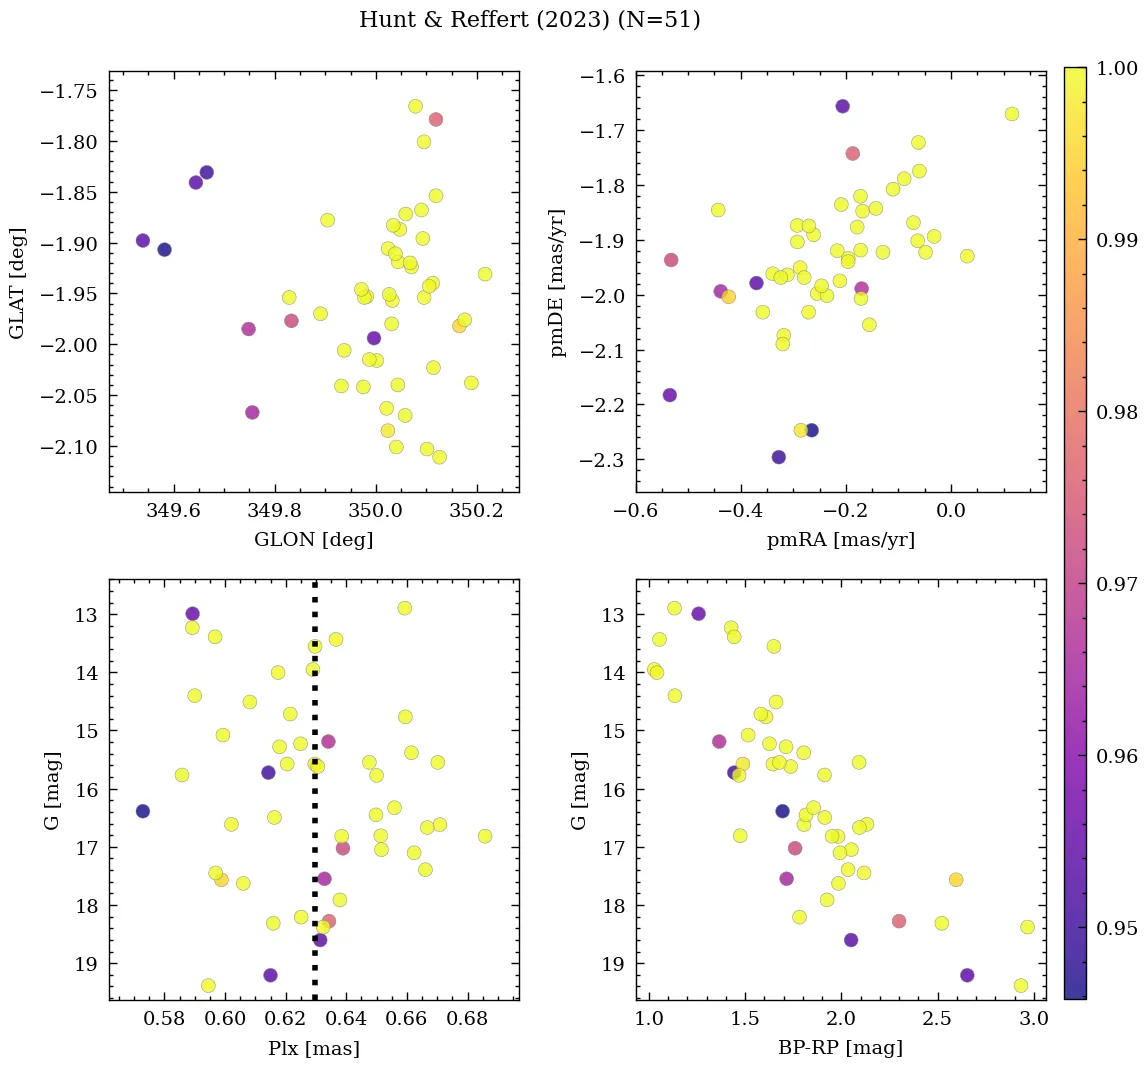 Hunt & Reffert (2023) (N=51)
−1.75
−1.80
−1.85
−1.90
−1.95
−2.00
−2.05
−2.10
GLAT [deg]
349.6 349.8 350.0 350.2
GLON [deg]
−1.6
−1.7
−1.8
−1.9
−2.0
−2.1
−2.2
−2.3
pmDE [mas/yr]
−0.6 −0.4 −0.2 0.0
pmRA [mas/yr]
13
14
15
16
17
18
19
G [mag]
0.58 0.60 0.62 0.64 0.66 0.68
Plx [mas]
13
14
15
16
17
18
19
G [mag]
1.0 1.5 2.0 2.5 3.0
BP-RP [mag]
1.00
0.99
0.98
0.97
0.96
0.95